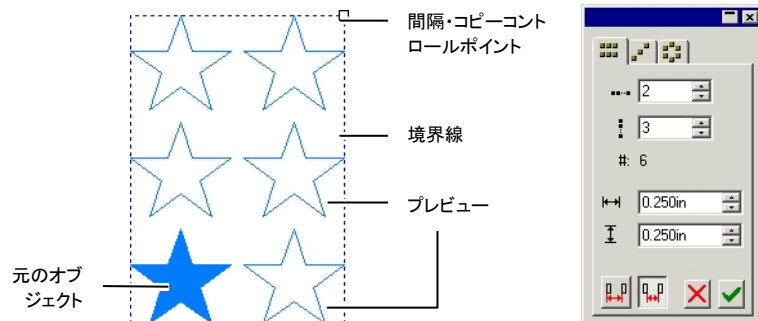 間隔・コピーコント
ロールポイント
境界線
プレビュー
元のオブ
ジェクト
2
3
#: 6
0.250in
0.250in